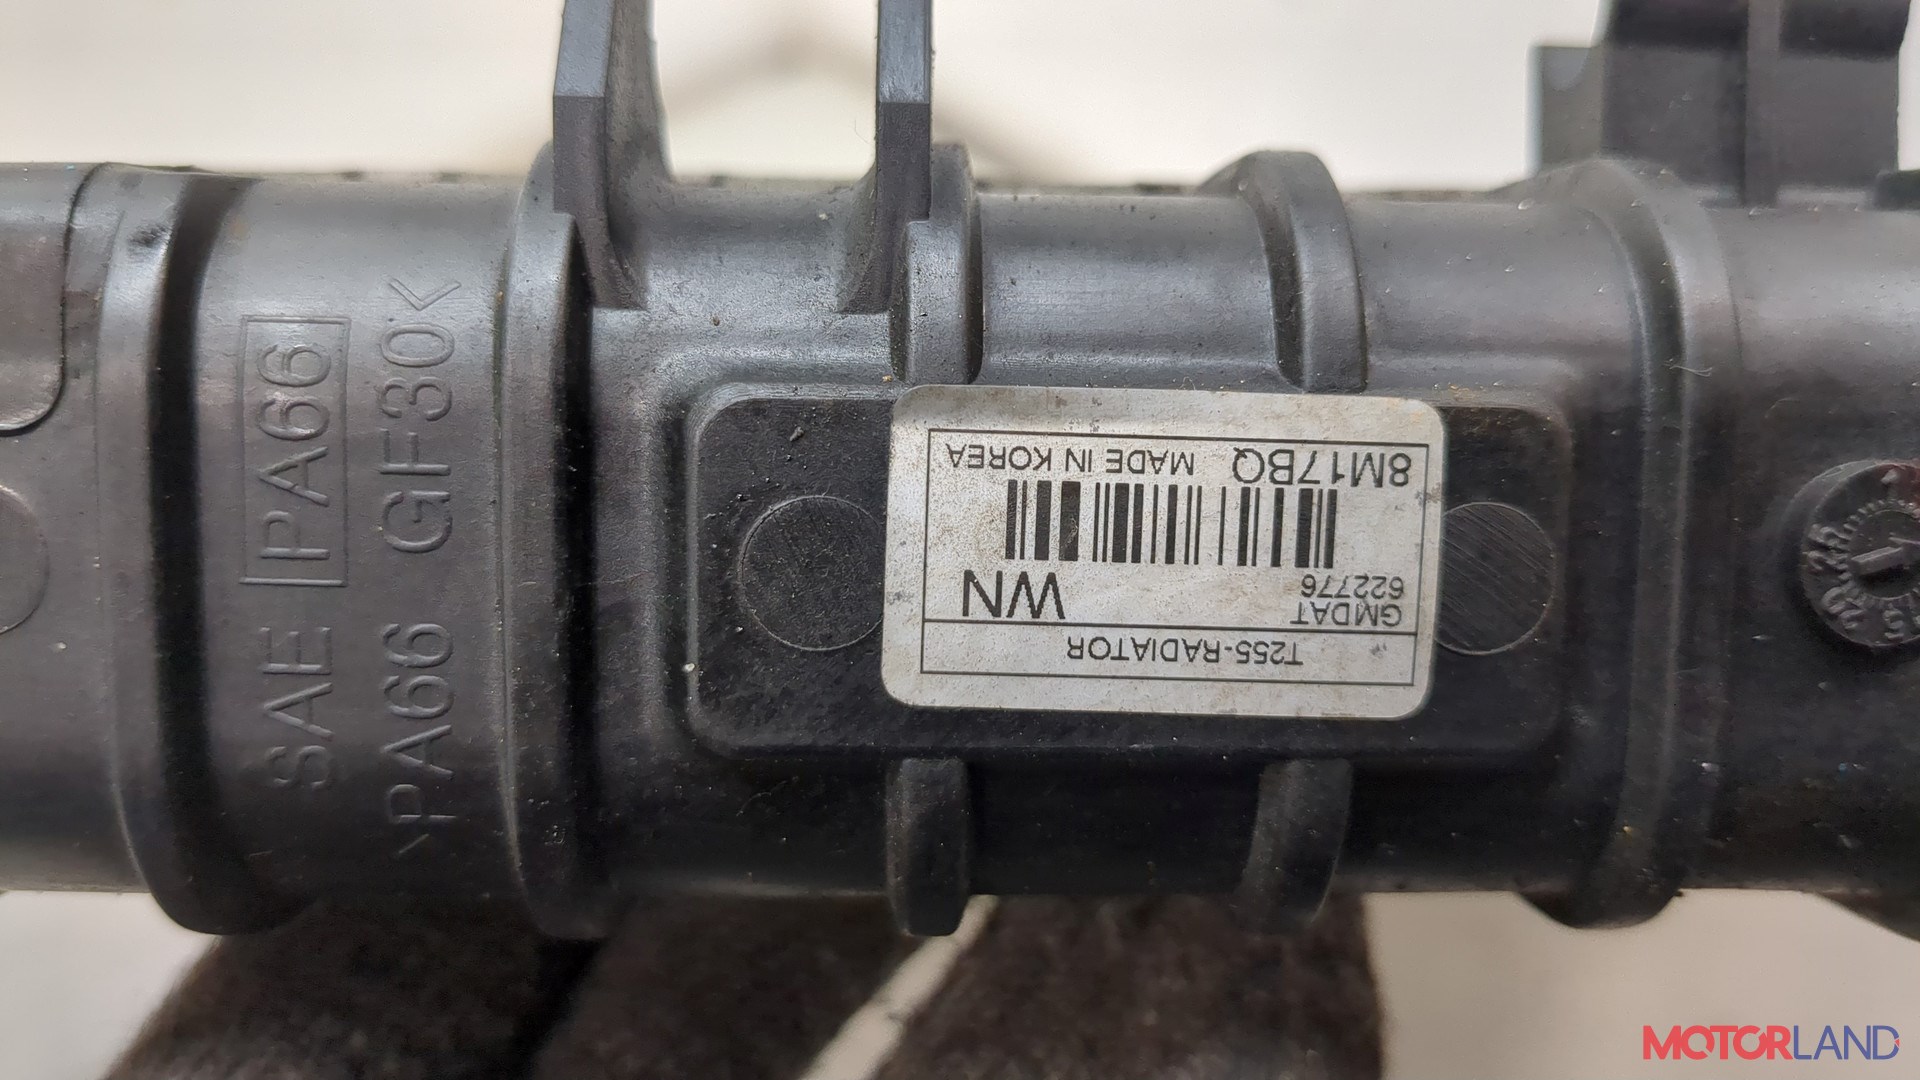 SAE PA66
>PA66 GF30<
T255-RADIATOR
GMDAT
622776
WN
8M17BQ MADE IN KOREA
MOTORLAND